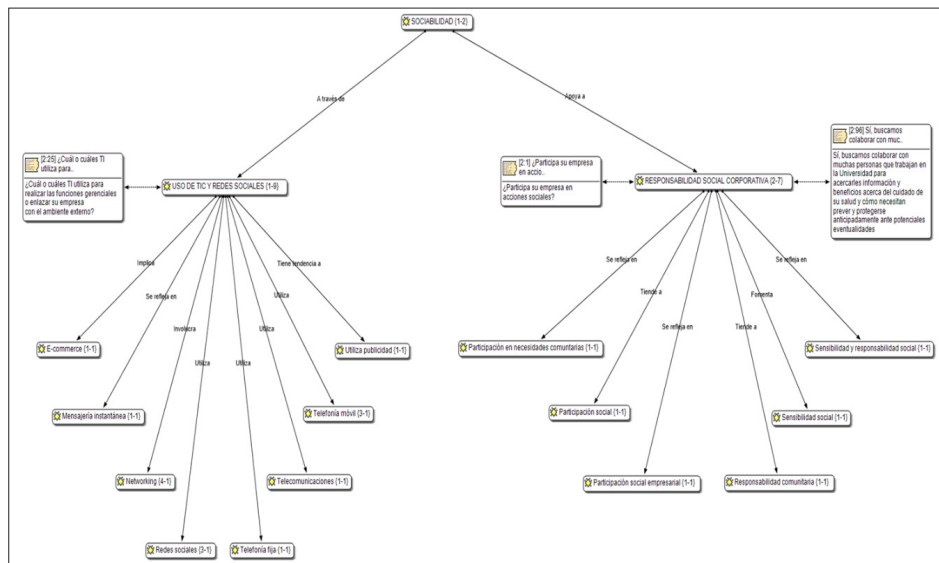 SOCIABILIDAD {1-2}
A través de
Apoya a
[2:25] ¿Cuál o cuáles TI
utiliza para..
¿Cuál o cuáles TI utiliza para
realizar las funciones gerenciales
o enlazar su empresa
con el ambiente externo?
USO DE TIC Y REDES SOCIALES {1-9}
[2:1] ¿Participa su empresa
en accio..
¿Participa su empresa en
acciones sociales?
RESPONSABILIDAD SOCIAL CORPORATIVA {2-7}
[2:96] Sí, buscamos
colaborar con muc..
Sí, buscamos colaborar con
muchas personas que trabajan en
la Universidad para
acercarles información y
beneficios acerca del cuidado de
su salud y cómo necesitan
prever y protegerse
anticipadamente ante potenciales
eventualidades
Implica
Se refleja en
Involucra
Utiliza
Utiliza
Utiliza
Utiliza
Tiene tendencia a
E-commerce {1-1}
Mensajería instantánea {1-1}
Networking {4-1}
Redes sociales {3-1}
Telefonía fija {1-1}
Telecomunicaciones {1-1}
Telefonía móvil {3-1}
Utiliza publicidad {1-1}
Se refleja en
Tiende a
Se refleja en
Tiende a
Fomenta
Se refleja en
Participación en necesidades comuntarias {1-1}
Participación social {1-1}
Participación social empresarial {1-1}
Responsabilidad comunitaria {1-1}
Sensibilidad social {1-1}
Sensibilidad y responsabilidad social {1-1}